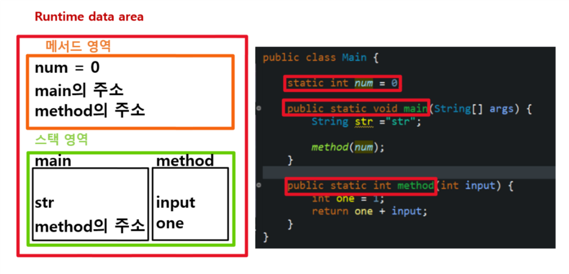 Runtime data area
메서드 영역
num = 0
main의 주소
method의 주소
스택 영역
main method
str input
method의 주소 one
public class Main {
static int num = 0
public static void main(String[] args) {
String str ="str";
method(num);
}
public static int method(int input) {
int one = 1;
return one + input;
}
}